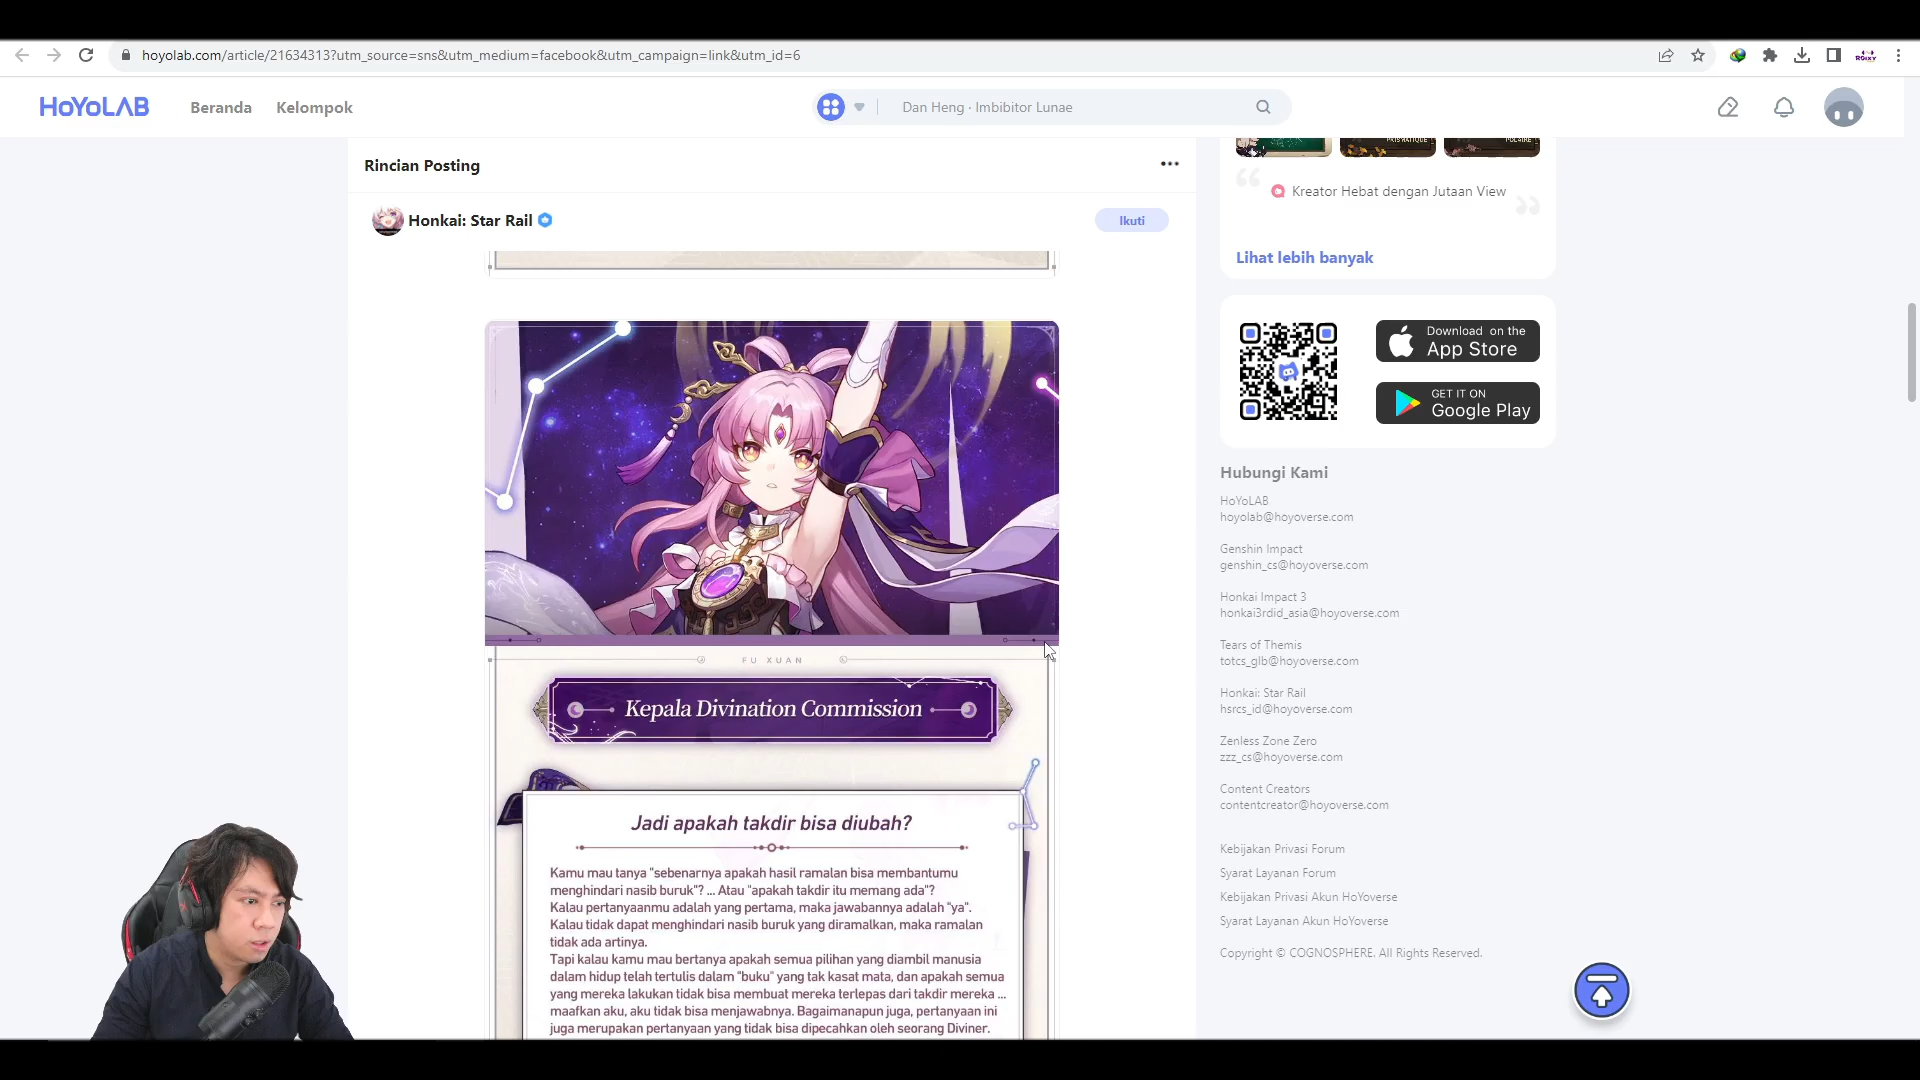 hoyolab.com/article/21634313?utm_source=sns&utm_medium=facebook&utm_campaign=link&utm_id=6
HoYoLAB
Beranda
Kelompok
Dan Heng · Imbibitor Lunae
Rincian Posting
Honkai: Star Rail
Ikuti
FU XUAN
Kepala Divination Commission
Jadi apakah takdir bisa diubah?
Kamu mau tanya "sebenarnya apakah hasil ramalan bisa membantumu
menghindari nasib buruk"? ... Atau "apakah takdir itu memang ada"?
Kalau pertanyaanmu adalah yang pertama, maka jawabannya adalah "ya".
Kalau tidak dapat menghindari nasib buruk yang diramalkan, maka ramalan
tidak ada artinya.
Tapi kalau kamu mau bertanya apakah semua pilihan yang diambil manusia
dalam hidup telah tertulis dalam "buku" yang tak kasat mata, dan apakah semua
yang mereka lakukan tidak bisa membuat mereka terlepas dari takdir mereka ...
maafkan aku, aku tidak bisa menjawabnya. Bagaimanapun juga, pertanyaan ini
juga merupakan pertanyaan yang tidak bisa dipecahkan oleh seorang Diviner.
Kreator Hebat dengan Jutaan View
Lihat lebih banyak
Download on the
App Store
GET IT ON
Google Play
Hubungi Kami
HoYoLAB
hoyolab@hoyoverse.com
Genshin Impact
genshin_cs@hoyoverse.com
Honkai Impact 3
honkai3rdid_asia@hoyoverse.com
Tears of Themis
totcs_glb@hoyoverse.com
Honkai: Star Rail
hsrcs_id@hoyoverse.com
Zenless Zone Zero
zzz_cs@hoyoverse.com
Content Creators
contentcreator@hoyoverse.com
Kebijakan Privasi Forum
Syarat Layanan Forum
Kebijakan Privasi Akun HoYoverse
Syarat Layanan Akun HoYoverse
Copyright © COGNOSPHERE. All Rights Reserved.